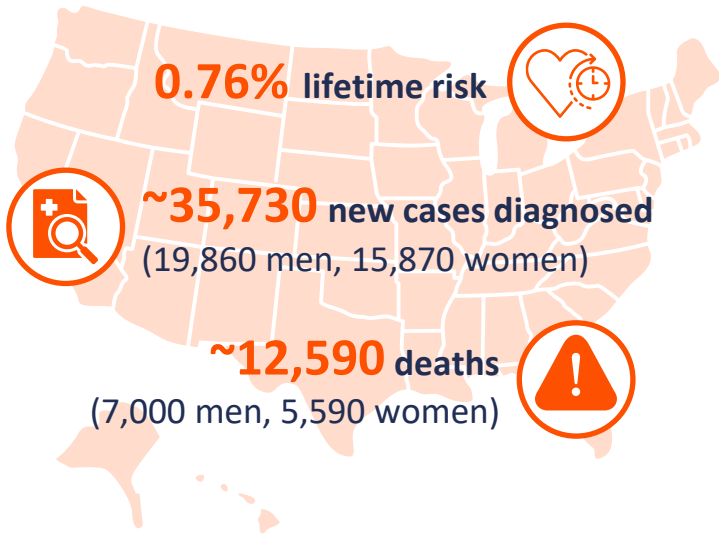 0.76% lifetime risk
~35,730 new cases diagnosed
(19,860 men, 15,870 women)
~12,590 deaths
(7,000 men, 5,590 women)